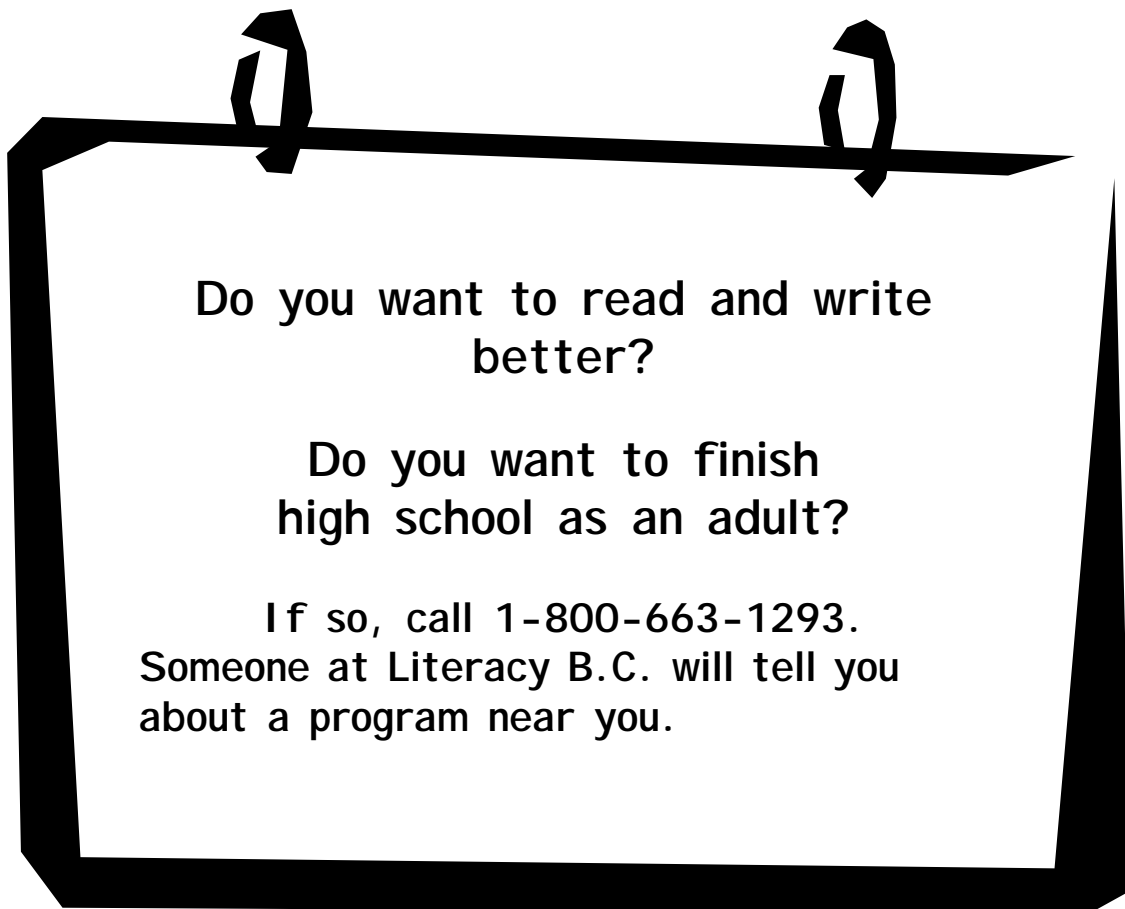 Do you want to read and write
better?
Do you want to finish
high school as an adult?
If so, call 1-800-663-1293.
Someone at Literacy B.C. will tell you
about a program near you.